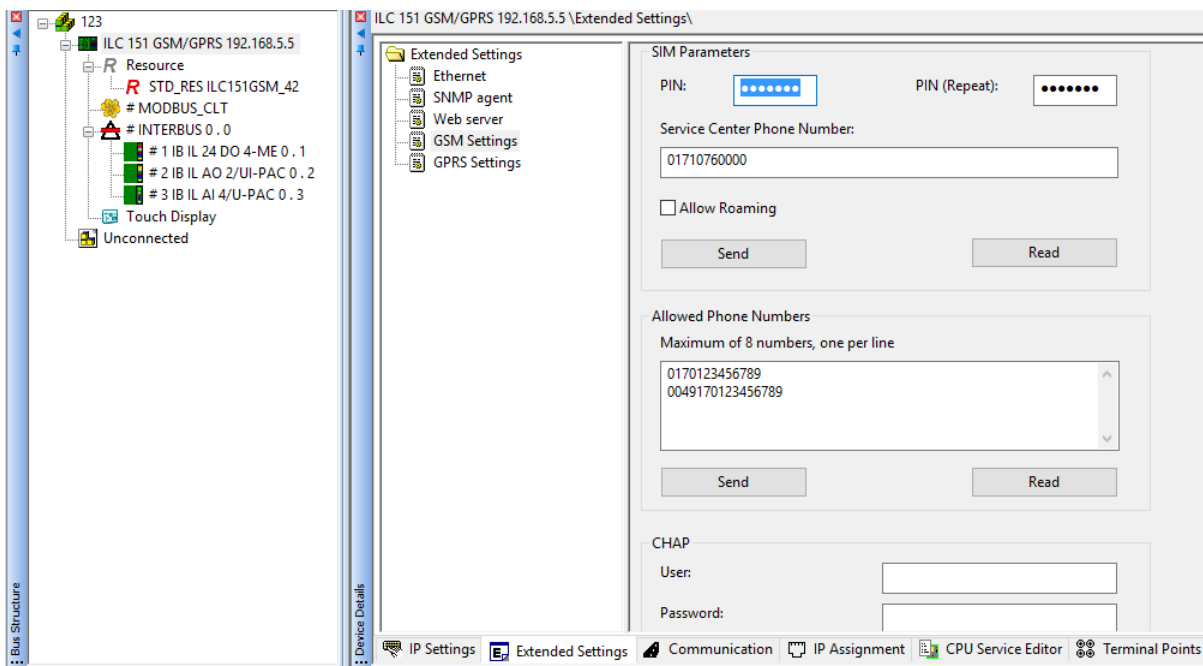 123
ILC 151 GSM/GPRS 192.168.5.5
R Resource
R STD_RES ILC151GSM_42
# MODBUS_CLT
# INTERBUS 0 . 0
# 1 IB IL 24 DO 4-ME 0 . 1
# 2 IB IL AO 2/UI-PAC 0 . 2
# 3 IB IL AI 4/U-PAC 0 . 3
Touch Display
Unconnected
Bus Structure
ILC 151 GSM/GPRS 192.168.5.5 \Extended Settings\
Extended Settings
Ethernet
SNMP agent
Web server
GSM Settings
GPRS Settings
Device Details
SIM Parameters
PIN: ●●●●●●● PIN (Repeat): ●●●●●●●
Service Center Phone Number:
01710760000
Allow Roaming
Send Read
Allowed Phone Numbers
Maximum of 8 numbers, one per line
0170123456789
0049170123456789
Send Read
CHAP
User:
Password:
IP Settings Extended Settings Communication IP Assignment CPU Service Editor Terminal Points